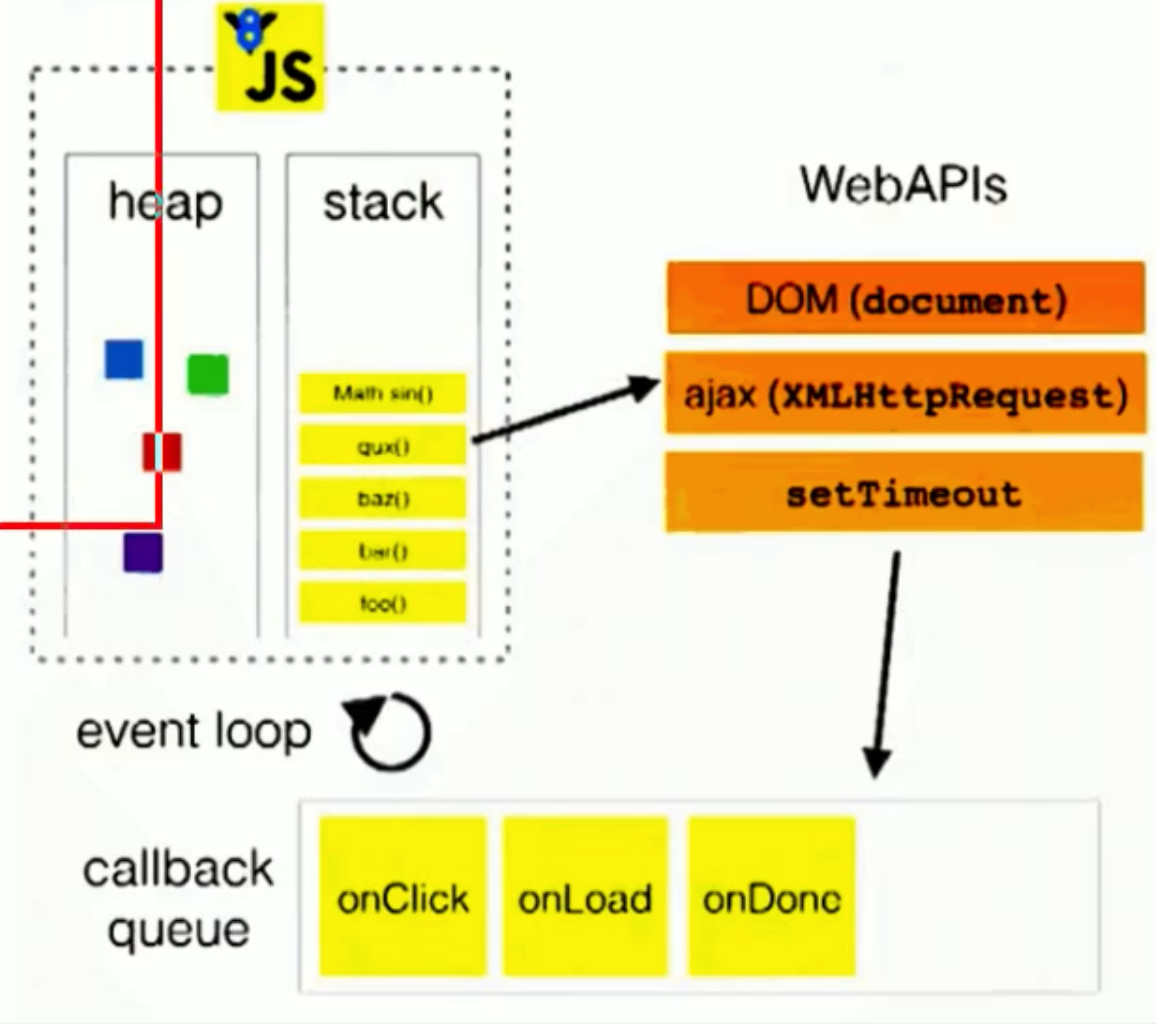 8
JS
heap
stack
WebAPIs
DOM (document)
ajax (XMLHttpRequest)
setTimeout
Math sin()
qux()
baz()
bar()
foo()
event loop
callback
queue
onClick
onLoad
onDone